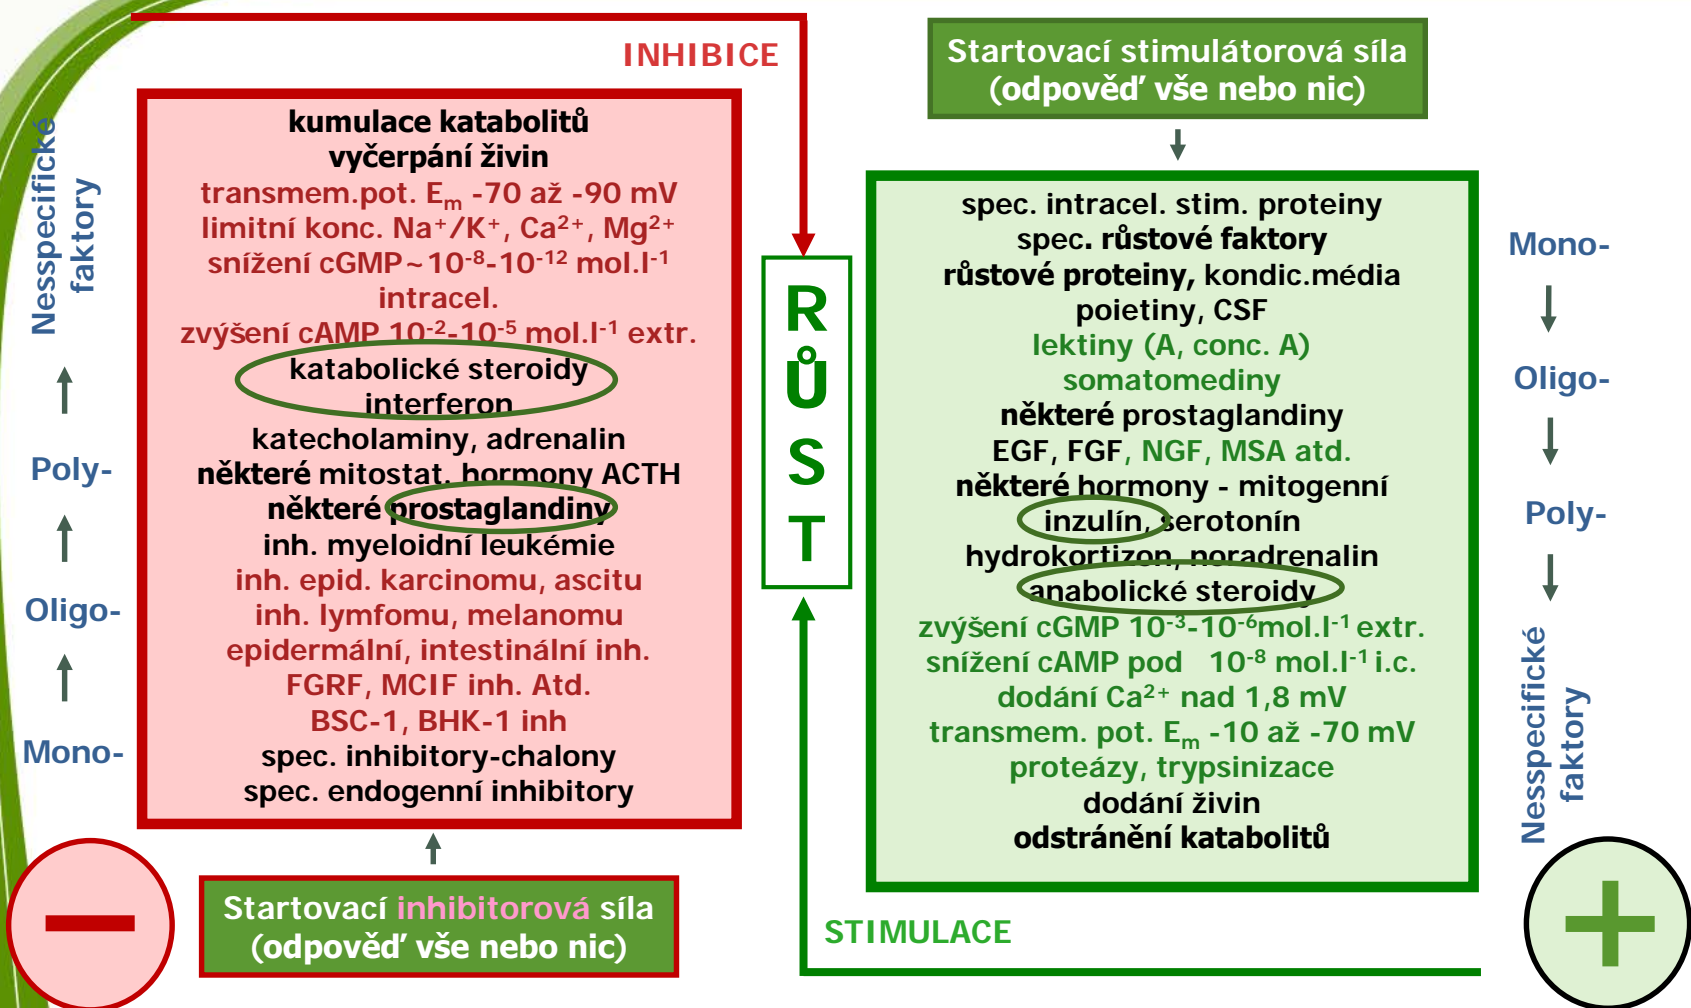 INHIBICE
Startovací stimulátorová síla
(odpověď vše nebo nic)
Nesspecifické
faktory
Poly-
Oligo-
Mono-
kumulace katabolitů
vyčerpání živin
transmem.pot. Eₘ -70 až -90 mV
limitní konc. Na⁺/K⁺, Ca²⁺, Mg²⁺
snížení cGMP~10⁻⁸-10⁻¹² mol.l⁻¹
intracel.
zvýšení cAMP 10⁻²-10⁻⁵ mol.l⁻¹ extr.
katabolické steroidy
interferon
katecholaminy, adrenalin
některé mitostat. hormony ACTH
některé prostaglandiny
inh. myeloidní leukémie
inh. epid. karcinomu, ascitu
inh. lymfomu, melanomu
epidermální, intestinální inh.
FGRF, MCIF inh. Atd.
BSC-1, BHK-1 inh
spec. inhibitory-chalony
spec. endogenní inhibitory
RŮST
spec. intracel. stim. proteiny
spec. růstové faktory
růstové proteiny, kondic.média
poietiny, CSF
lektiny (A, conc. A)
somatomediny
některé prostaglandiny
EGF, FGF, NGF, MSA atd.
některé hormony - mitogenní
inzulín, serotonín
hydrokortizon, noradrenalin
anabolické steroidy
zvýšení cGMP 10⁻³-10⁻⁶mol.l⁻¹ extr.
snížení cAMP pod 10⁻⁸ mol.l⁻¹ i.c.
dodání Ca²⁺ nad 1,8 mV
transmem. pot. Eₘ -10 až -70 mV
proteázy, trypsinizace
dodání živin
odstránění katabolitů
Mono-
Oligo-
Poly-
Nesspecifické
faktory
−
Startovací inhibitorová síla
(odpověď vše nebo nic)
STIMULACE
+